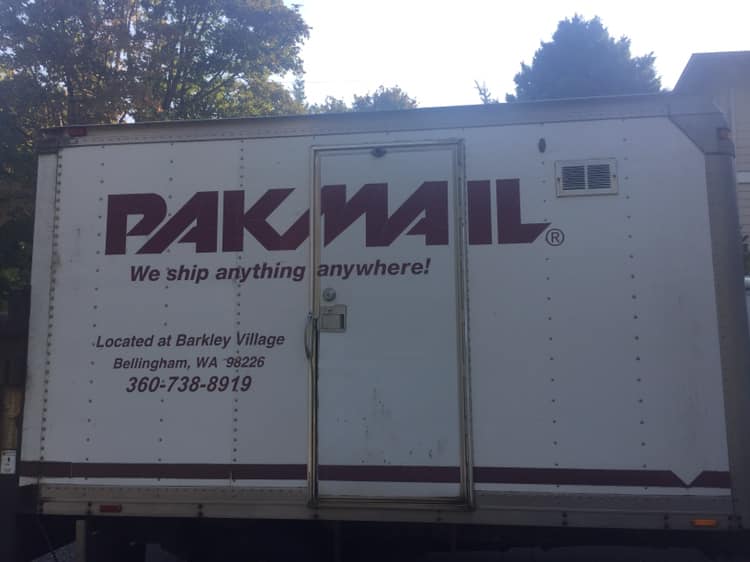 PAKMAIL®
We ship anything anywhere!
Located at Barkley Village
Bellingham, WA 98226
360-738-8919